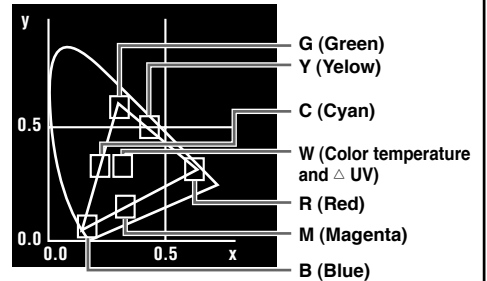 y
G (Green)
Y (Yelow)
C (Cyan)
0.5
W (Color temperature
and △ UV)
R (Red)
M (Magenta)
0.0
0.0 0.5 x
B (Blue)